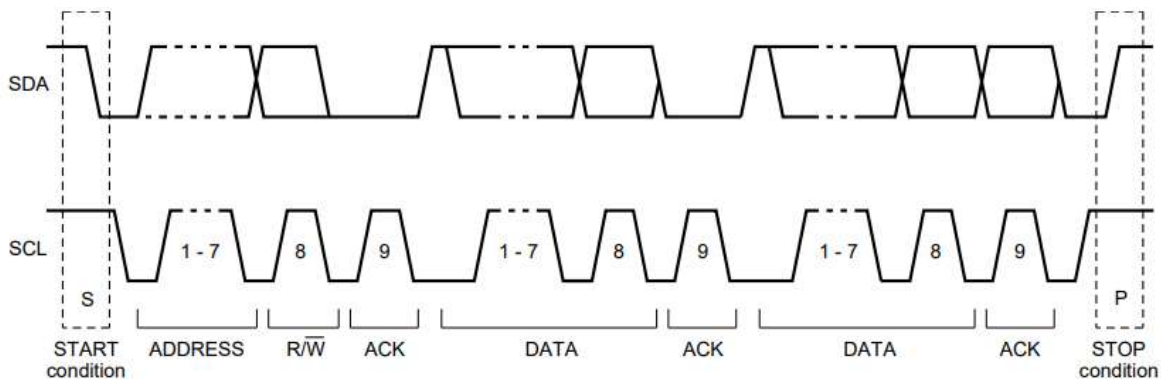 SDA
SCL
1 - 7
8
9
1 - 7
8
9
1 - 7
8
9
S
P
START
condition
ADDRESS
R/W̅
ACK
DATA
ACK
DATA
ACK
STOP
condition